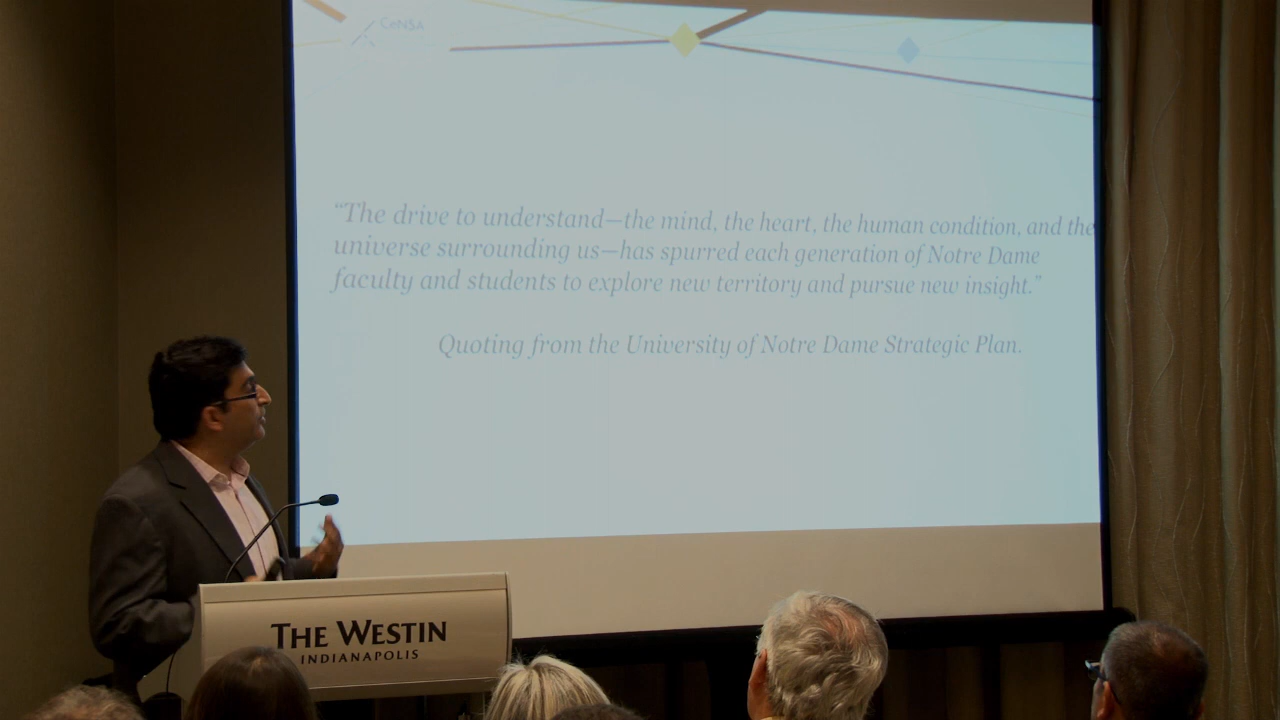 CoNSA
“The drive to understand—the mind, the heart, the human condition, and the
universe surrounding us—has spurred each generation of Notre Dame
faculty and students to explore new territory and pursue new insight.”
Quoting from the University of Notre Dame Strategic Plan.
THE WESTIN
INDIANAPOLIS